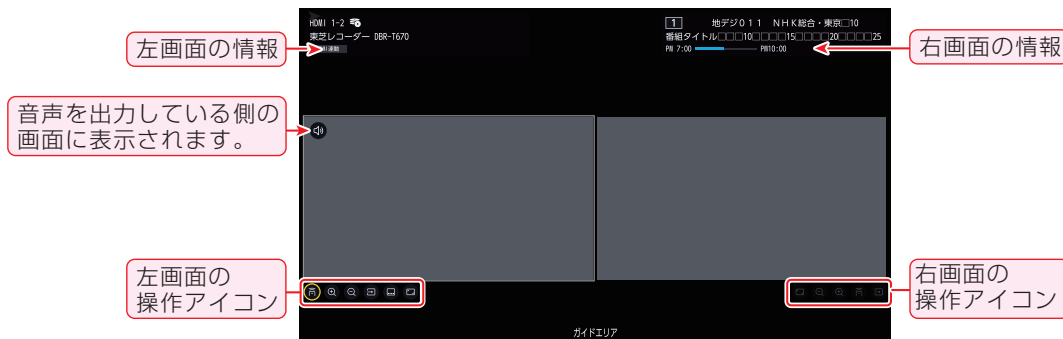 HDMI 1-2
東芝レコーダー DBR-T670
1 地デジ011 NHK総合・東京□10
番組タイトル□□□10□□□□15□□□□20□□□□25
PM 7:00 PM10:00
左画面の情報
右画面の情報
音声を出力している側の
画面に表示されます。
左画面の
操作アイコン
右画面の
操作アイコン
ガイドエリア